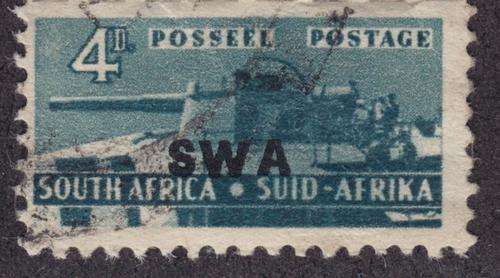 4D. POSSEEL POSTAGE
SWA
SOUTH AFRICA • SUID-AFRIKA